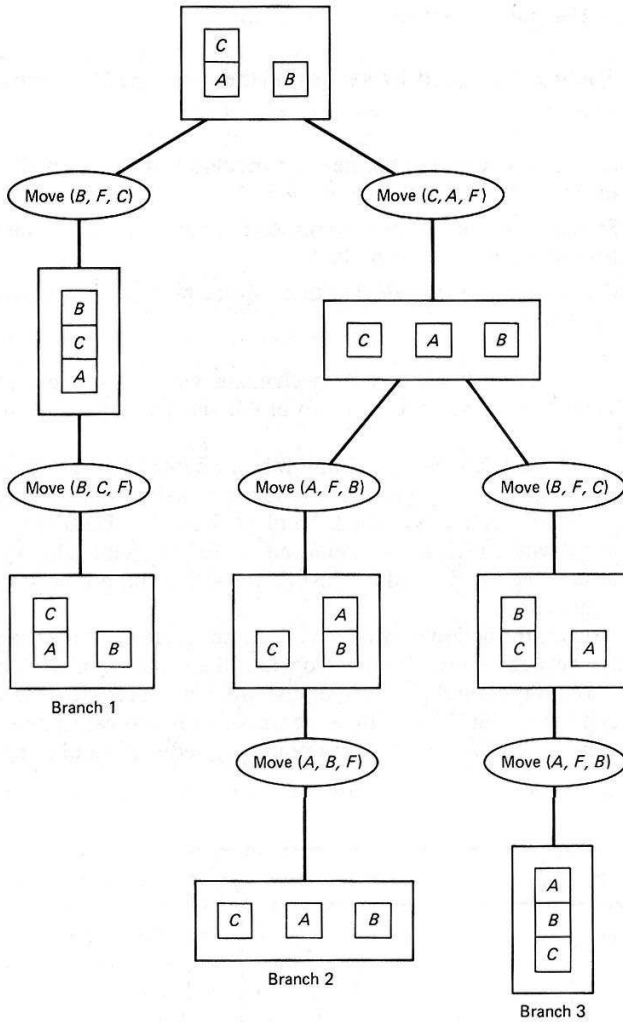 C
A B
Move (B, F, C) Move (C, A, F)
B
C
A
C A B
Move (B, C, F) Move (A, F, B) Move (B, F, C)
C
A B
A
C B
B
C A
Branch 1
Move (A, B, F) Move (A, F, B)
C A B
A
B
C
Branch 2
Branch 3